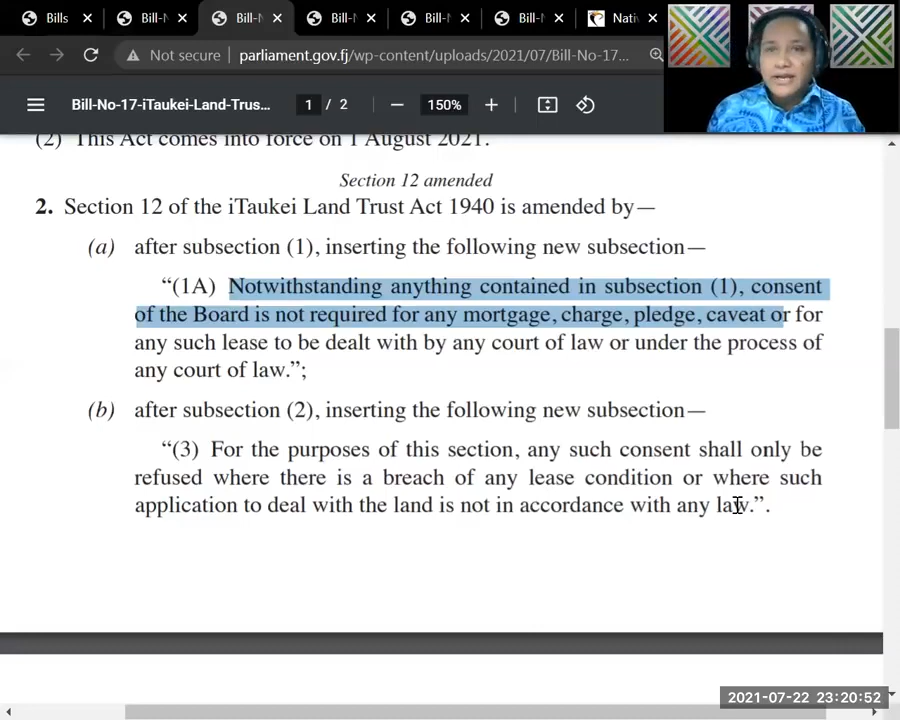 Bills
Bill-N
Bill-N
Bill-N
Bill-N
Bill-N
Nativ
Not secure
parliament.gov.fj/wp-content/uploads/2021/07/Bill-No-17...
Bill-No-17-iTaukei-Land-Trus...
1 / 2
150%
(2) This Act comes into force on 1 August 2021.
Section 12 amended
2. Section 12 of the iTaukei Land Trust Act 1940 is amended by—
(a) after subsection (1), inserting the following new subsection—
“(1A) Notwithstanding anything contained in subsection (1), consent
of the Board is not required for any mortgage, charge, pledge, caveat or for
any such lease to be dealt with by any court of law or under the process of
any court of law.”;
(b) after subsection (2), inserting the following new subsection—
“(3) For the purposes of this section, any such consent shall only be
refused where there is a breach of any lease condition or where such
application to deal with the land is not in accordance with any law.”.
2021-07-22 23:20:52